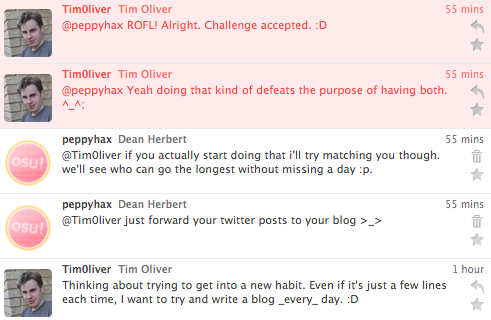 TimOliver Tim Oliver 55 mins
@peppyhax ROFL! Alright. Challenge accepted. :D
TimOliver Tim Oliver 55 mins
@peppyhax Yeah doing that kind of defeats the purpose of having both.
^_^;
peppyhax Dean Herbert 55 mins
@TimOliver if you actually start doing that i'll try matching you though.
we'll see who can go the longest without missing a day :p.
osu!
peppyhax Dean Herbert 55 mins
@TimOliver just forward your twitter posts to your blog >_>
osu!
TimOliver Tim Oliver 1 hour
Thinking about trying to get into a new habit. Even if it's just a few lines
each time, I want to try and write a blog _every_ day. :D